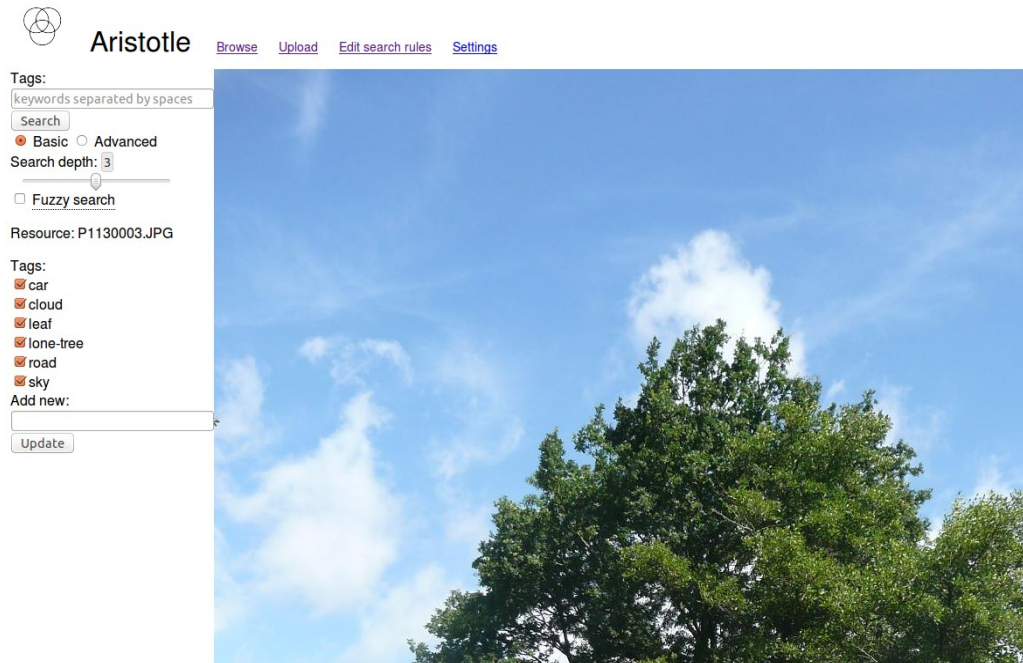 Aristotle Browse Upload Edit search rules Settings
Tags:
keywords separated by spaces
Search
Basic Advanced
Search depth: 3
Fuzzy search
Resource: P1130003.JPG
Tags:
car
cloud
leaf
lone-tree
road
sky
Add new:
Update